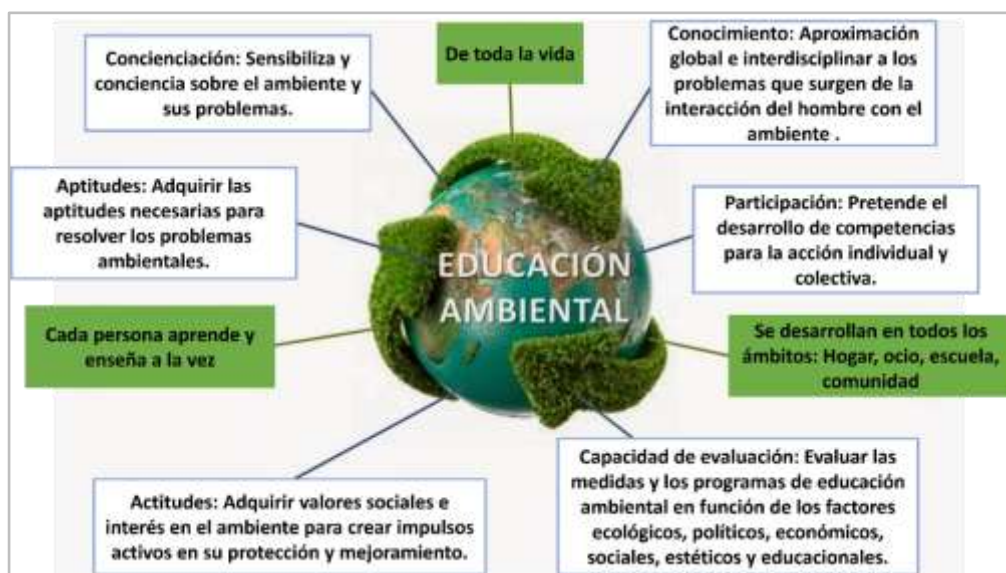 Concienciación: Sensibiliza y
conciencia sobre el ambiente y
sus problemas.
De toda la vida
Conocimiento: Aproximación
global e interdisciplinar a los
problemas que surgen de la
interacción del hombre con el
ambiente .
Aptitudes: Adquirir las
aptitudes necesarias para
resolver los problemas
ambientales.
EDUCACIÓN
AMBIENTAL
Participación: Pretende el
desarrollo de competencias
para la acción individual y
colectiva.
Cada persona aprende y
enseña a la vez
Se desarrollan en todos los
ámbitos: Hogar, ocio, escuela,
comunidad
Actitudes: Adquirir valores sociales e
interés en el ambiente para crear impulsos
activos en su protección y mejoramiento.
Capacidad de evaluación: Evaluar las
medidas y los programas de educación
ambiental en función de los factores
ecológicos, políticos, económicos,
sociales, estéticos y educacionales.